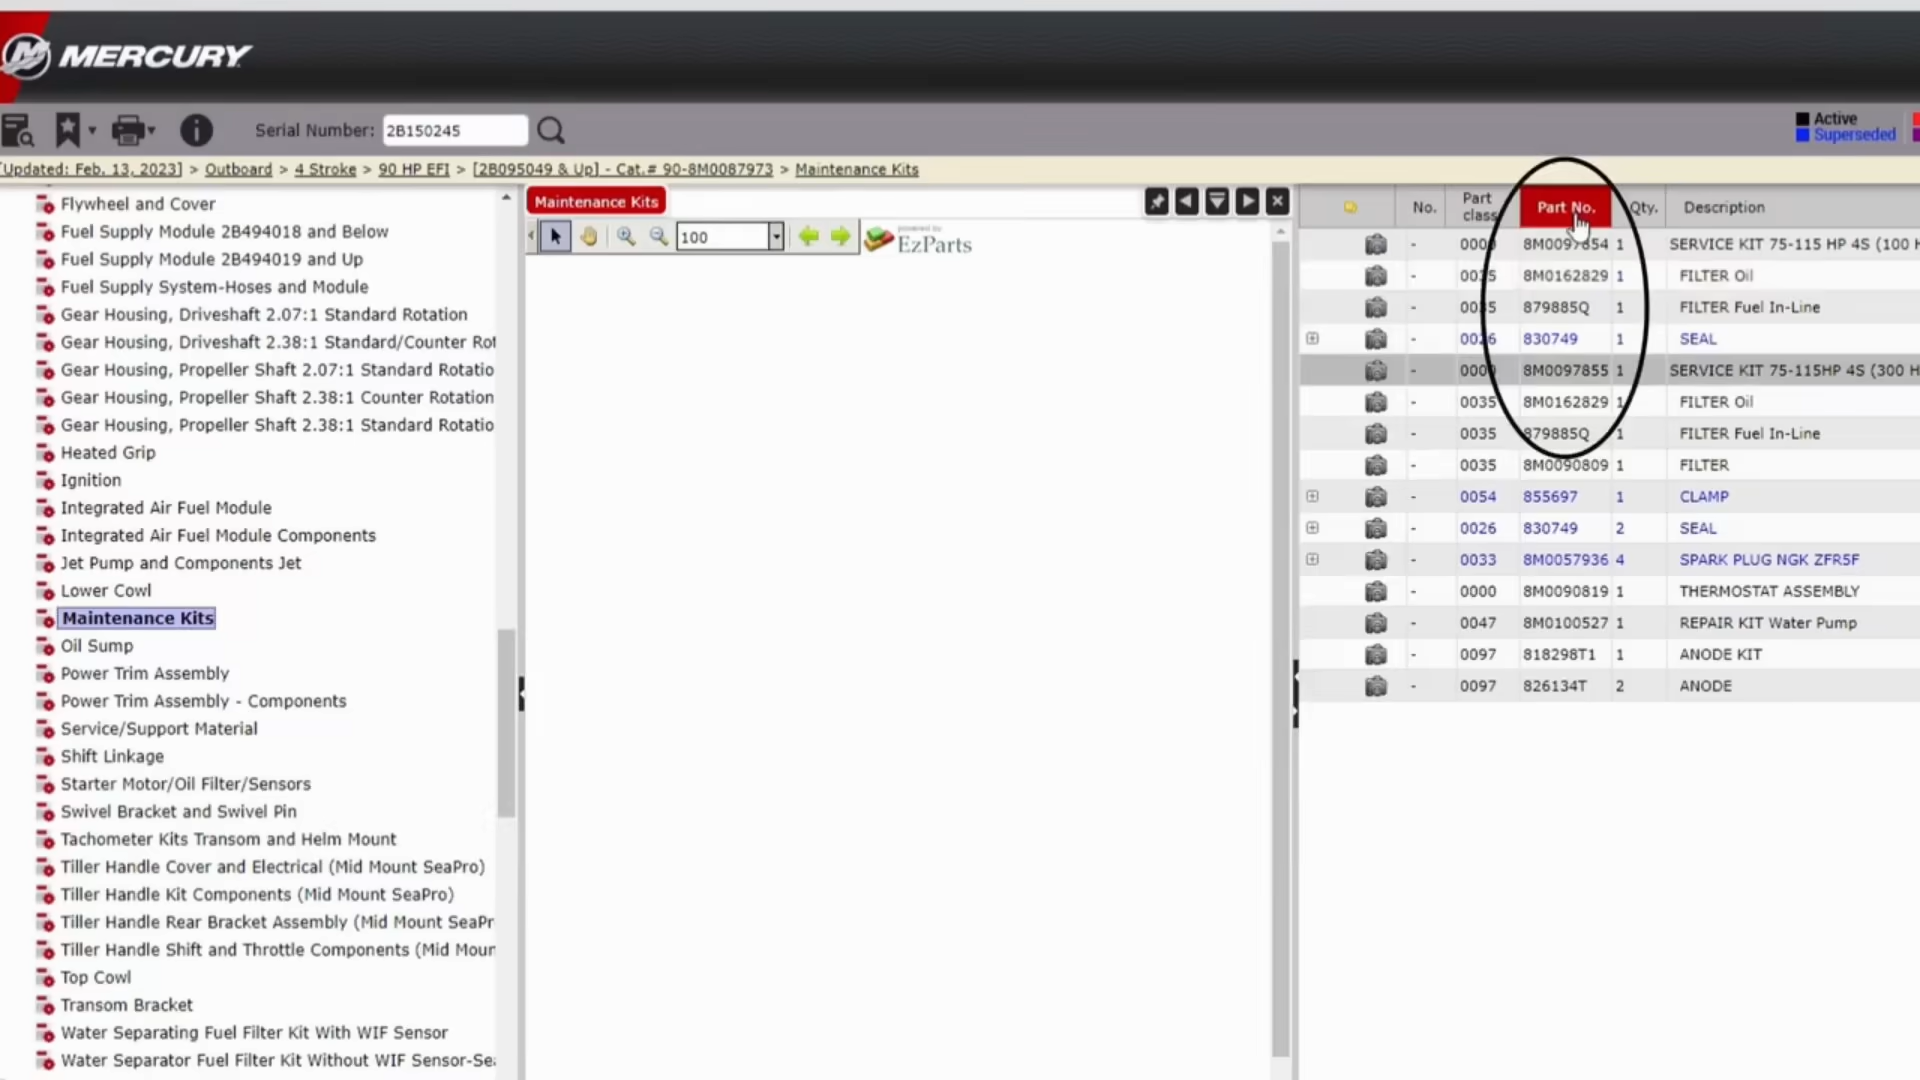 MERCURY
Serial Number: 2B150245
Active
Superseded
[Updated: Feb. 13, 2023] > Outboard > 4 Stroke > 90 HP EFI > [2B095049 & Up] - Cat.# 90-8M0087973 > Maintenance Kits
Flywheel and Cover
Fuel Supply Module 2B494018 and Below
Fuel Supply Module 2B494019 and Up
Fuel Supply System-Hoses and Module
Gear Housing, Driveshaft 2.07:1 Standard Rotation
Gear Housing, Driveshaft 2.38:1 Standard/Counter Rot
Gear Housing, Propeller Shaft 2.07:1 Standard Rotatio
Gear Housing, Propeller Shaft 2.38:1 Counter Rotation
Gear Housing, Propeller Shaft 2.38:1 Standard Rotatio
Heated Grip
Ignition
Integrated Air Fuel Module
Integrated Air Fuel Module Components
Jet Pump and Components Jet
Lower Cowl
Maintenance Kits
Oil Sump
Power Trim Assembly
Power Trim Assembly - Components
Service/Support Material
Shift Linkage
Starter Motor/Oil Filter/Sensors
Swivel Bracket and Swivel Pin
Tachometer Kits Transom and Helm Mount
Tiller Handle Cover and Electrical (Mid Mount SeaPro)
Tiller Handle Kit Components (Mid Mount SeaPro)
Tiller Handle Rear Bracket Assembly (Mid Mount SeaPr
Tiller Handle Shift and Throttle Components (Mid Moun
Top Cowl
Transom Bracket
Water Separating Fuel Filter Kit With WIF Sensor
Water Separator Fuel Filter Kit Without WIF Sensor-Sea
Maintenance Kits
100
powered by
EzParts
No. Part class Part No. Qty. Description
- 0000 8M0097854 1 SERVICE KIT 75-115 HP 4S (100 H
- 0035 8M0162829 1 FILTER Oil
- 0035 879885Q 1 FILTER Fuel In-Line
- 0026 830749 1 SEAL
- 0000 8M0097855 1 SERVICE KIT 75-115HP 4S (300 H
- 0035 8M0162829 1 FILTER Oil
- 0035 879885Q 1 FILTER Fuel In-Line
- 0035 8M0090809 1 FILTER
- 0054 855697 1 CLAMP
- 0026 830749 2 SEAL
- 0033 8M0057936 4 SPARK PLUG NGK ZFR5F
- 0000 8M0090819 1 THERMOSTAT ASSEMBLY
- 0047 8M0100527 1 REPAIR KIT Water Pump
- 0097 818298T1 1 ANODE KIT
- 0097 826134T 2 ANODE